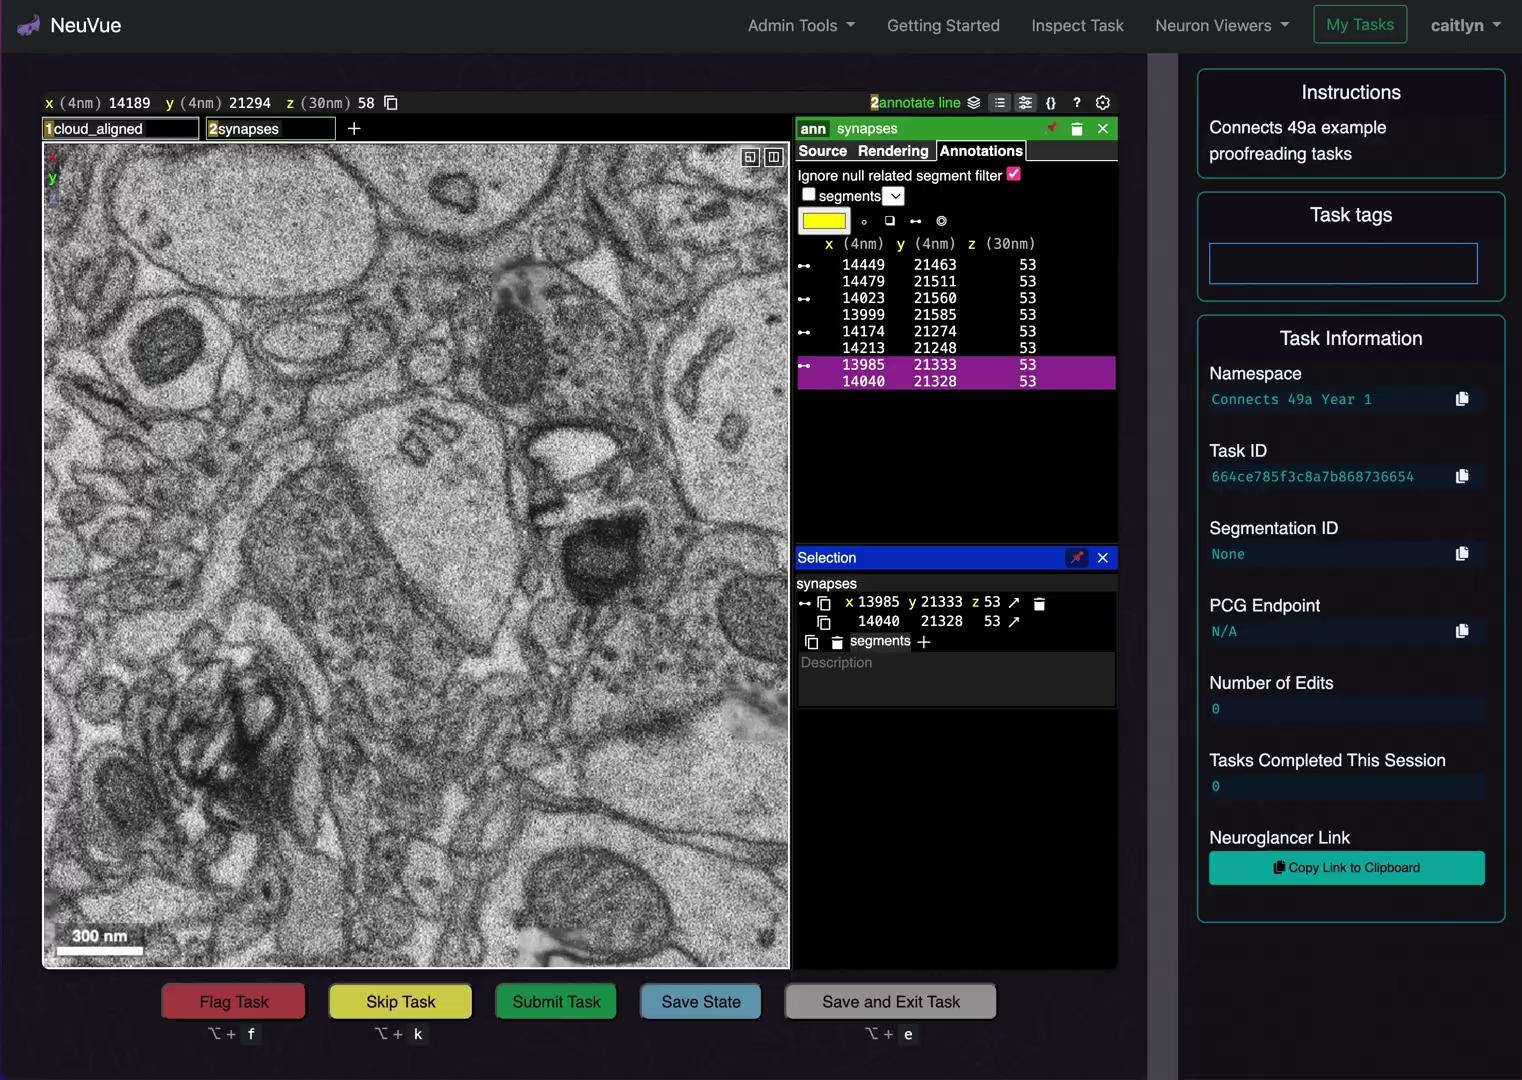 NeuVue
Admin Tools
Getting Started
Inspect Task
Neuron Viewers
My Tasks
caitlyn
x (4nm) 14189 y (4nm) 21294 z (30nm) 58
2annotate line
{} ?
1cloud_aligned
2synapses
+
x
y
300 nm
ann synapses
Source Rendering Annotations
Ignore null related segment filter
segments
x (4nm) y (4nm) z (30nm)
14449 21463 53
14479 21511 53
14023 21560 53
13999 21585 53
14174 21274 53
14213 21248 53
13985 21333 53
14040 21328 53
Selection
synapses
x 13985 y 21333 z 53
14040 21328 53
segments +
Description
Flag Task
Skip Task
Submit Task
Save State
Save and Exit Task
⌥ + f
⌥ + k
⌥ + e
Instructions
Connects 49a example
proofreading tasks
Task tags
Task Information
Namespace
Connects 49a Year 1
Task ID
664ce785f3c8a7b868736654
Segmentation ID
None
PCG Endpoint
N/A
Number of Edits
0
Tasks Completed This Session
0
Neuroglancer Link
Copy Link to Clipboard